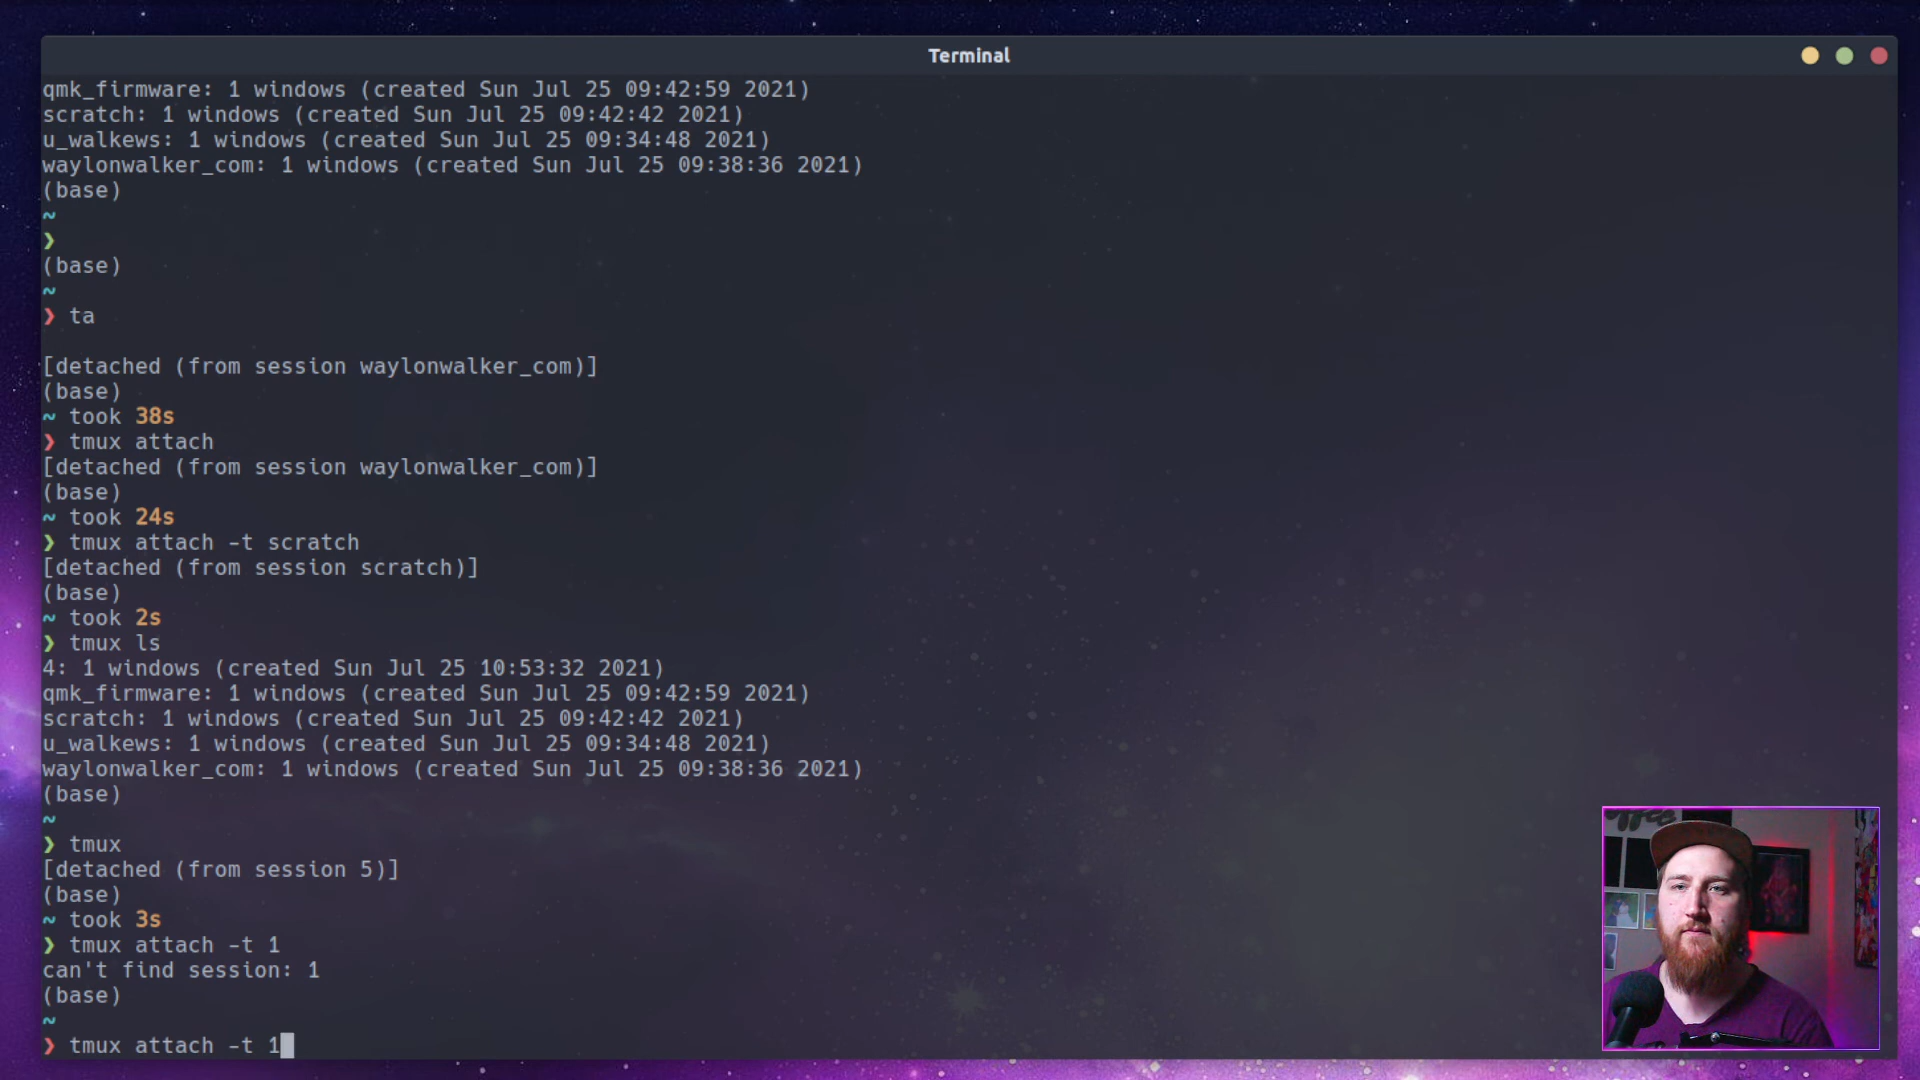 Terminal
qmk_firmware: 1 windows (created Sun Jul 25 09:42:59 2021)
scratch: 1 windows (created Sun Jul 25 09:42:42 2021)
u_walkews: 1 windows (created Sun Jul 25 09:34:48 2021)
waylonwalker_com: 1 windows (created Sun Jul 25 09:38:36 2021)
(base)
~
❯
(base)
~
❯ ta
[detached (from session waylonwalker_com)]
(base)
~ took 38s
❯ tmux attach
[detached (from session waylonwalker_com)]
(base)
~ took 24s
❯ tmux attach -t scratch
[detached (from session scratch)]
(base)
~ took 2s
❯ tmux ls
4: 1 windows (created Sun Jul 25 10:53:32 2021)
qmk_firmware: 1 windows (created Sun Jul 25 09:42:59 2021)
scratch: 1 windows (created Sun Jul 25 09:42:42 2021)
u_walkews: 1 windows (created Sun Jul 25 09:34:48 2021)
waylonwalker_com: 1 windows (created Sun Jul 25 09:38:36 2021)
(base)
~
❯ tmux
[detached (from session 5)]
(base)
~ took 3s
❯ tmux attach -t 1
can't find session: 1
(base)
~
❯ tmux attach -t 1